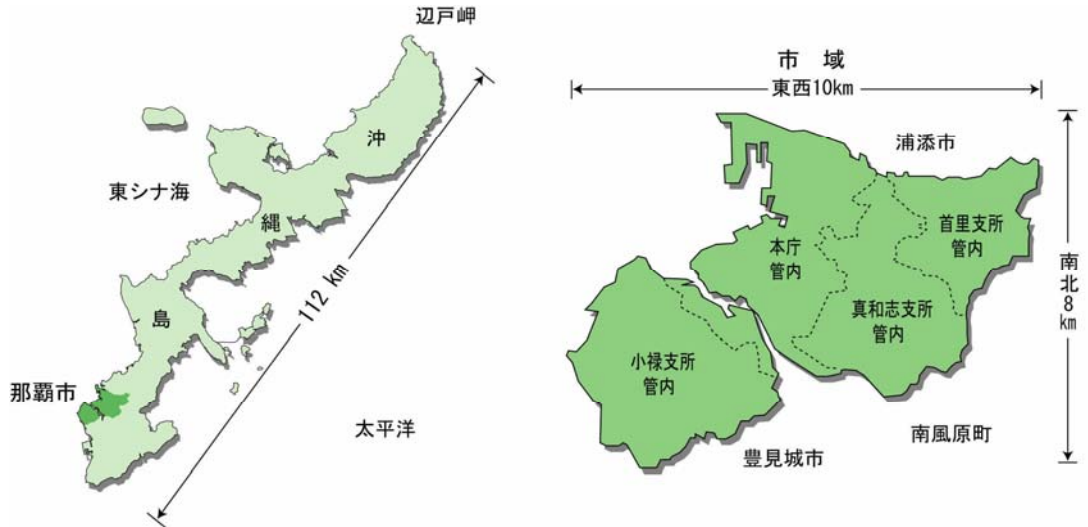 辺戸岬
沖
縄
島
東シナ海
112 km
那覇市
太平洋
市 域
東西10km
浦添市
首里支所
管内
本庁
管内
真和志支所
管内
小禄支所
管内
南北8km
南風原町
豊見城市